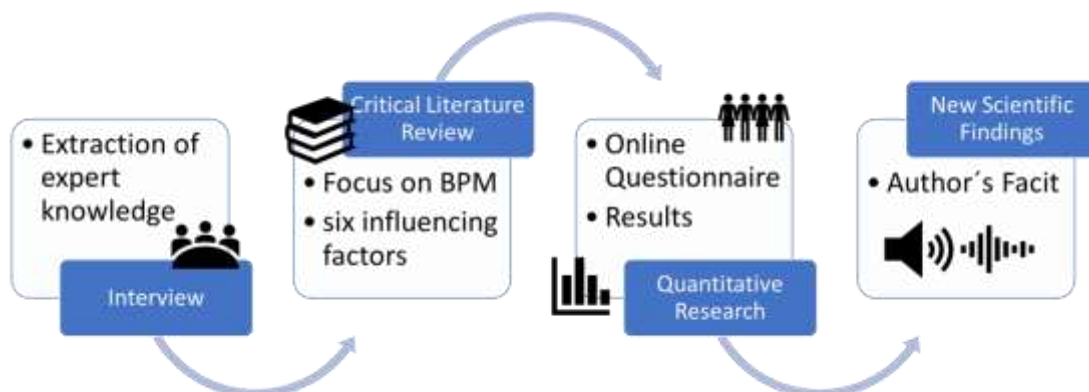 • Extraction of
expert
knowledge
Interview
Critical Literature
Review
• Focus on BPM
• six influencing
factors
• Online
Questionnaire
• Results
Quantitative
Research
New Scientific
Findings
• Author´s Facit